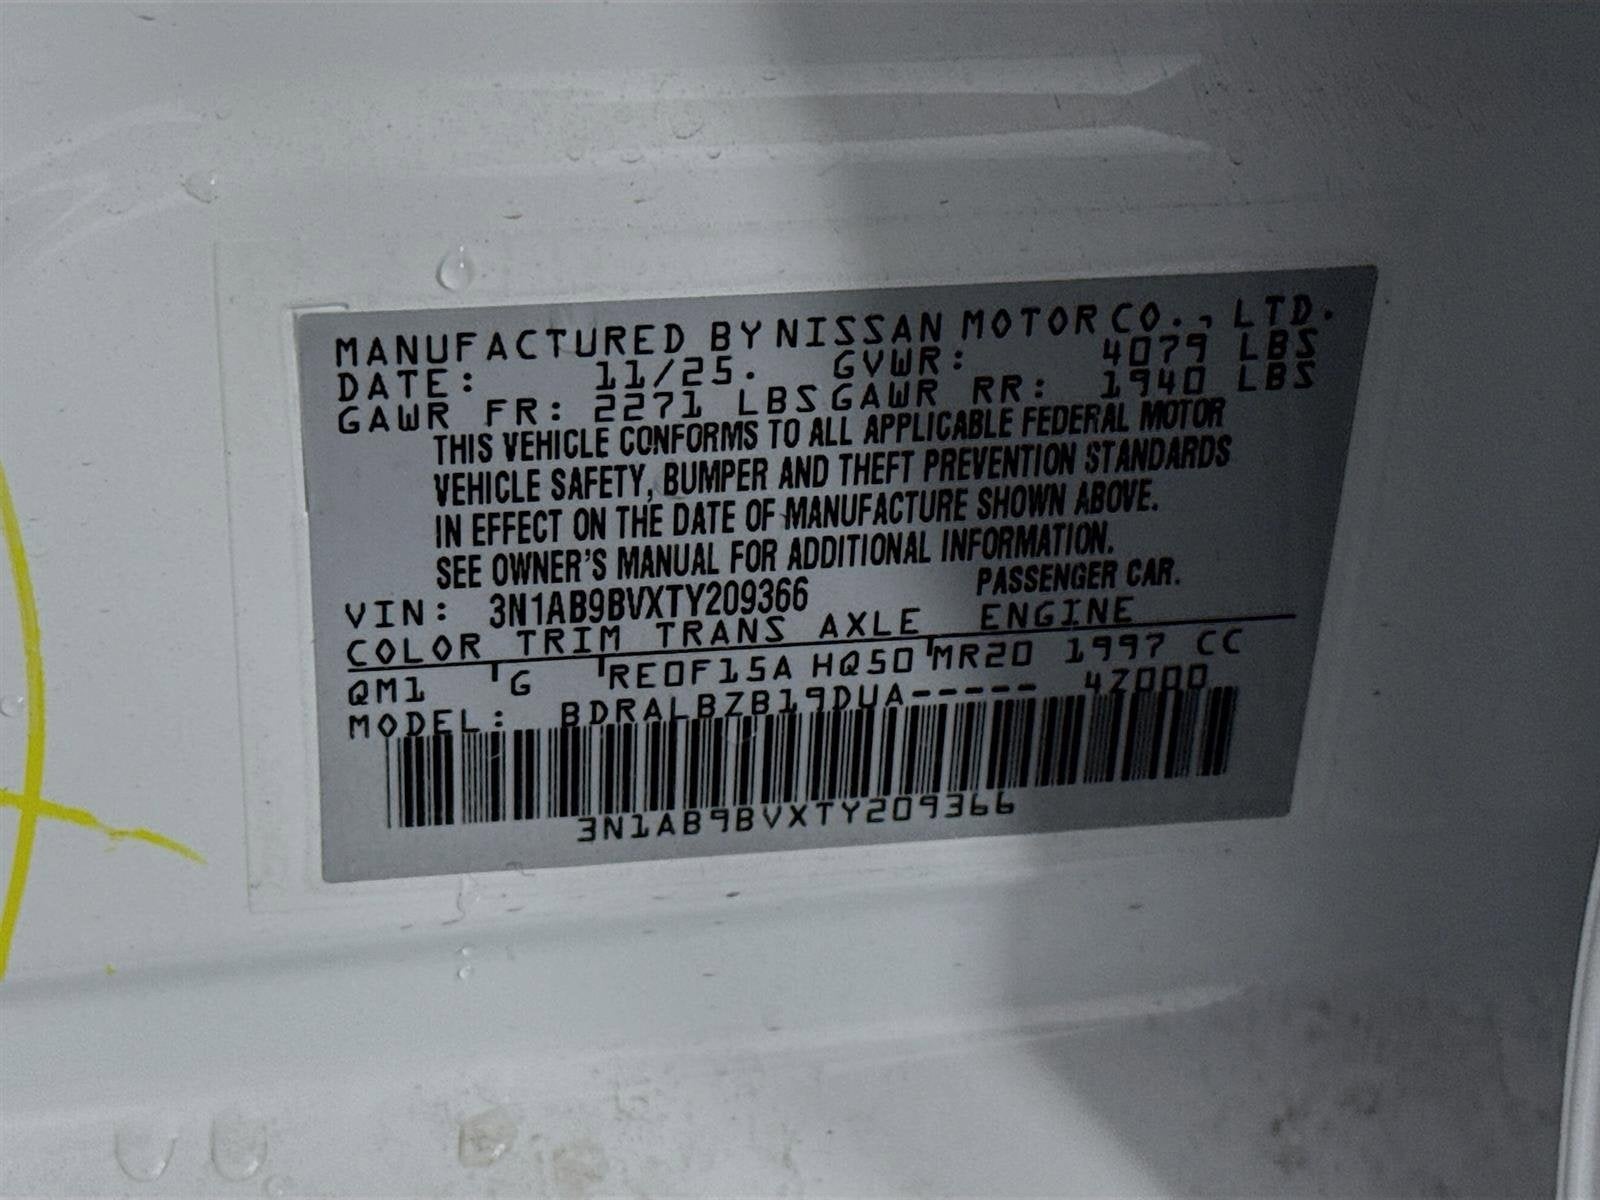 MANUFACTURED BY NISSAN MOTOR CO., LTD.
DATE: 11/25. GVWR: 4079 LBS
GAWR FR: 2271 LBS GAWR RR: 1940 LBS
THIS VEHICLE CONFORMS TO ALL APPLICABLE FEDERAL MOTOR
VEHICLE SAFETY, BUMPER AND THEFT PREVENTION STANDARDS
IN EFFECT ON THE DATE OF MANUFACTURE SHOWN ABOVE.
SEE OWNER'S MANUAL FOR ADDITIONAL INFORMATION.
VIN: 3N1AB9BVXTY209366 PASSENGER CAR.
COLOR TRIM TRANS AXLE ENGINE
QM1 G RE0F15A HQ50 MR20 1997 CC
MODEL: BDRALBZB19DUA----- 4Z000
3N1AB9BVXTY209366